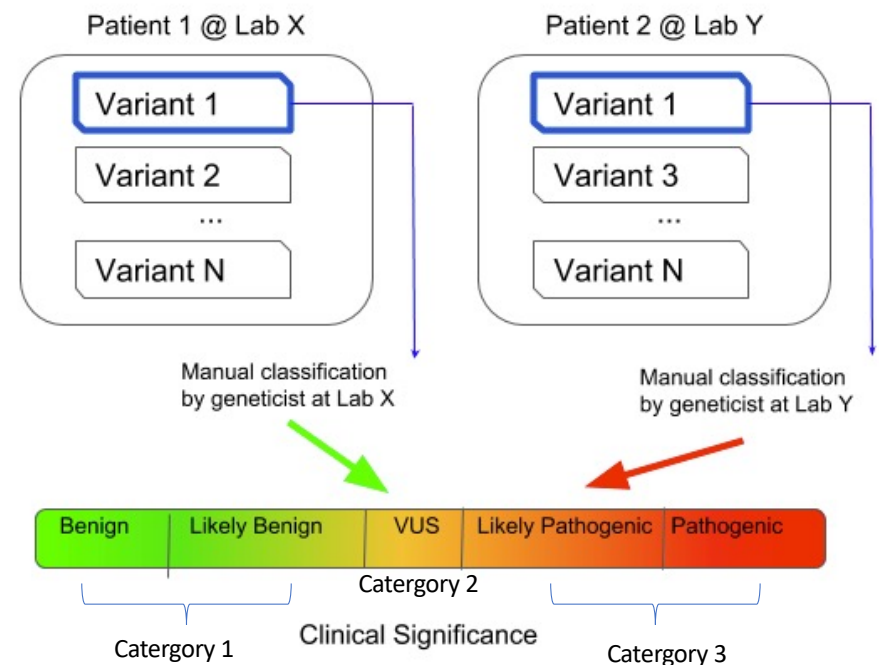 Patient 1 @ Lab X
Patient 2 @ Lab Y
Variant 1
Variant 2
...
Variant N
Variant 1
Variant 3
...
Variant N
Manual classification
by geneticist at Lab X
Manual classification
by geneticist at Lab Y
Benign
Likely Benign
VUS
Likely Pathogenic
Pathogenic
Catergory 2
Catergory 1
Clinical Significance
Catergory 3